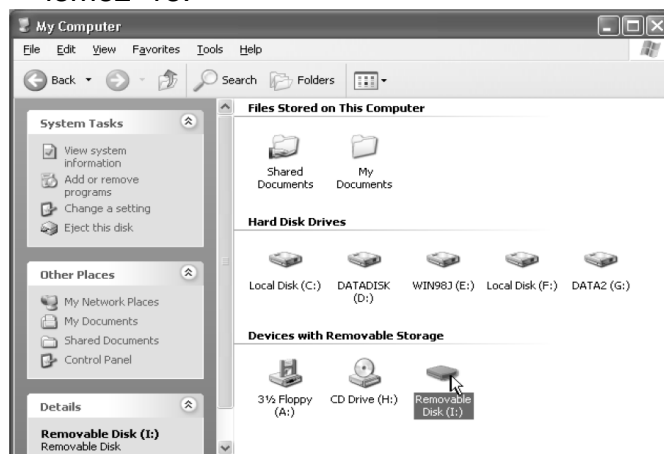 My Computer
File Edit View Favorites Tools Help
Back Search Folders
System Tasks
View system
information
Add or remove
programs
Change a setting
Eject this disk
Other Places
My Network Places
My Documents
Shared Documents
Control Panel
Details
Removable Disk (I:)
Removable Disk
Files Stored on This Computer
Shared
Documents
My
Documents
Hard Disk Drives
Local Disk (C:)
DATADISK
(D:)
WIN98J (E:)
Local Disk (F:)
DATA2 (G:)
Devices with Removable Storage
3½ Floppy
(A:)
CD Drive (H:)
Removable
Disk (I:)